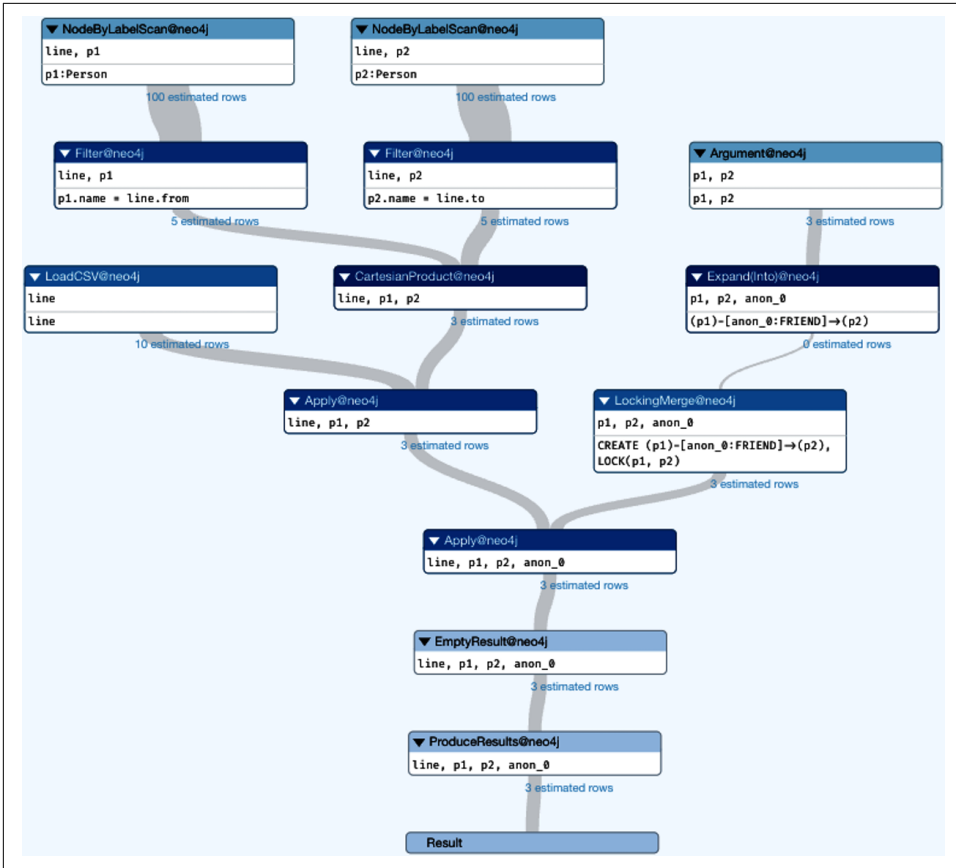 NodeByLabelScan@neo4j
line, p1
p1:Person
100 estimated rows
NodeByLabelScan@neo4j
line, p2
p2:Person
100 estimated rows
Filter@neo4j
line, p1
p1.name = line.from
5 estimated rows
Filter@neo4j
line, p2
p2.name = line.to
5 estimated rows
Argument@neo4j
p1, p2
p1, p2
3 estimated rows
LoadCSV@neo4j
line
line
10 estimated rows
CartesianProduct@neo4j
line, p1, p2
3 estimated rows
Expand(Into)@neo4j
p1, p2, anon_0
(p1)-[anon_0:FRIEND]→(p2)
0 estimated rows
Apply@neo4j
line, p1, p2
3 estimated rows
LockingMerge@neo4j
p1, p2, anon_0
CREATE (p1)-[anon_0:FRIEND]→(p2),
LOCK(p1, p2)
3 estimated rows
Apply@neo4j
line, p1, p2, anon_0
3 estimated rows
EmptyResult@neo4j
line, p1, p2, anon_0
3 estimated rows
ProduceResults@neo4j
line, p1, p2, anon_0
3 estimated rows
Result